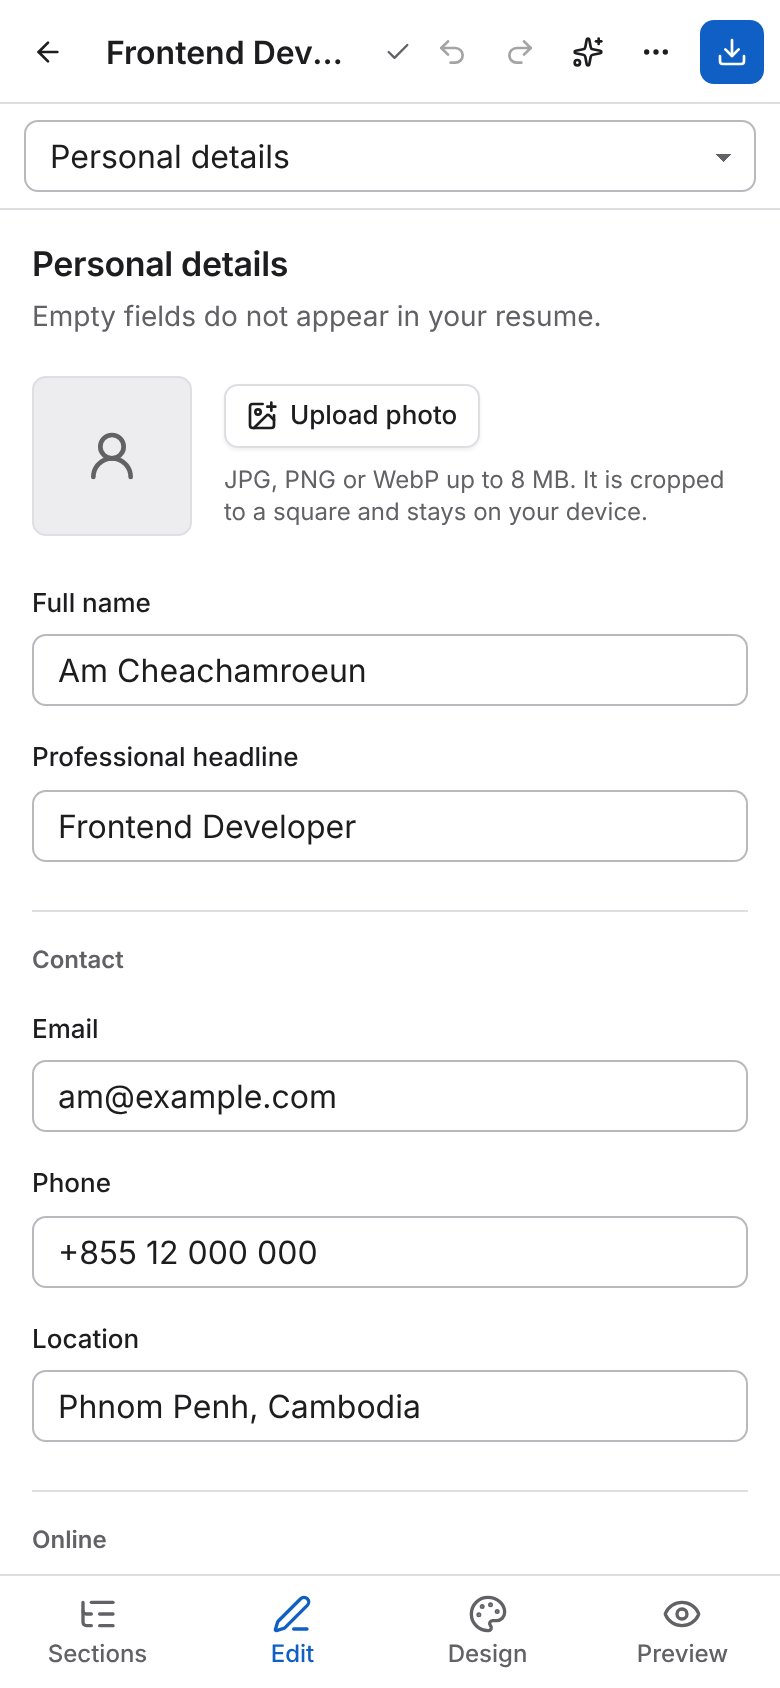 Frontend Dev...
Personal details
Personal details
Empty fields do not appear in your resume.
Upload photo
JPG, PNG or WebP up to 8 MB. It is cropped
to a square and stays on your device.
Full name
Am Cheachamroeun
Professional headline
Frontend Developer
Contact
Email
am@example.com
Phone
+855 12 000 000
Location
Phnom Penh, Cambodia
Online
Sections
Edit
Design
Preview